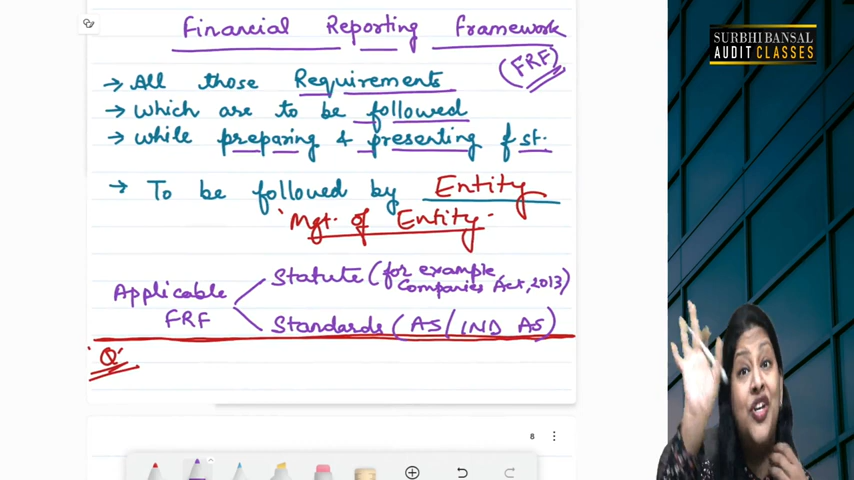 Financial Reporting Framework
(FRF)
→ All those Requirements
→ which are to be followed
→ while preparing & presenting f st.
→ To be followed by Entity
'Mgt. of Entity'
Applicable FRF
Statute (for example Companies Act, 2013)
Standards (AS/IND AS)
'Q'
8
SURBHI BANSAL
AUDIT CLASSES